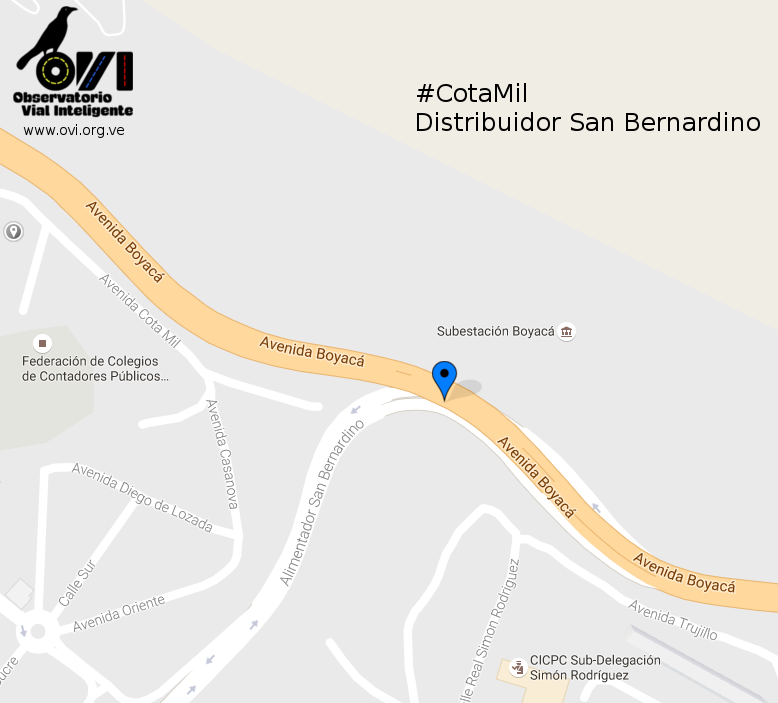 OVI
Observatorio
Vial Inteligente
www.ovi.org.ve
#CotaMil
Distribuidor San Bernardino
Avenida Boyacá
Avenida Cota Mil
Avenida Boyacá
Subestación Boyacá
Federación de Colegios
de Contadores Públicos...
Avenida Casanova
Alimentador San Bernardino
Avenida Boyacá
Avenida Diego de Lozada
Calle Sur
Avenida Oriente
Avenida Boyacá
Avenida Trujillo
lle Real Simon Rodriguez
CICPC Sub-Delegación
Simón Rodríguez
ucre